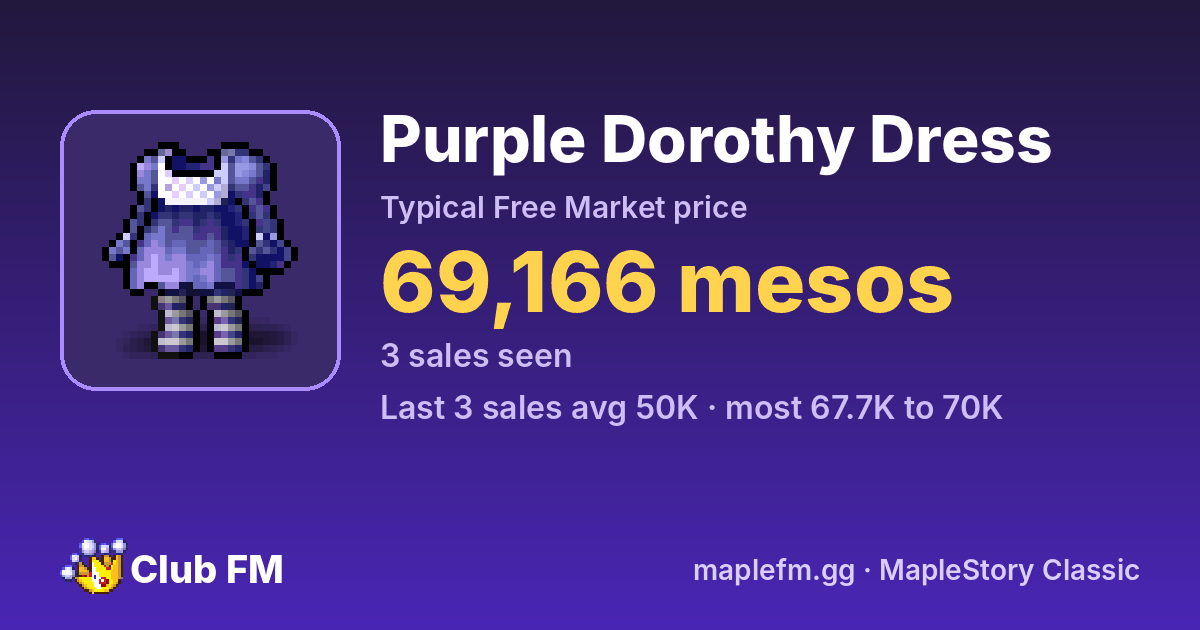 Purple Dorothy Dress
Typical Free Market price
69,166 mesos
3 sales seen
Last 3 sales avg 50K · most 67.7K to 70K
Club FM
maplefm.gg · MapleStory Classic